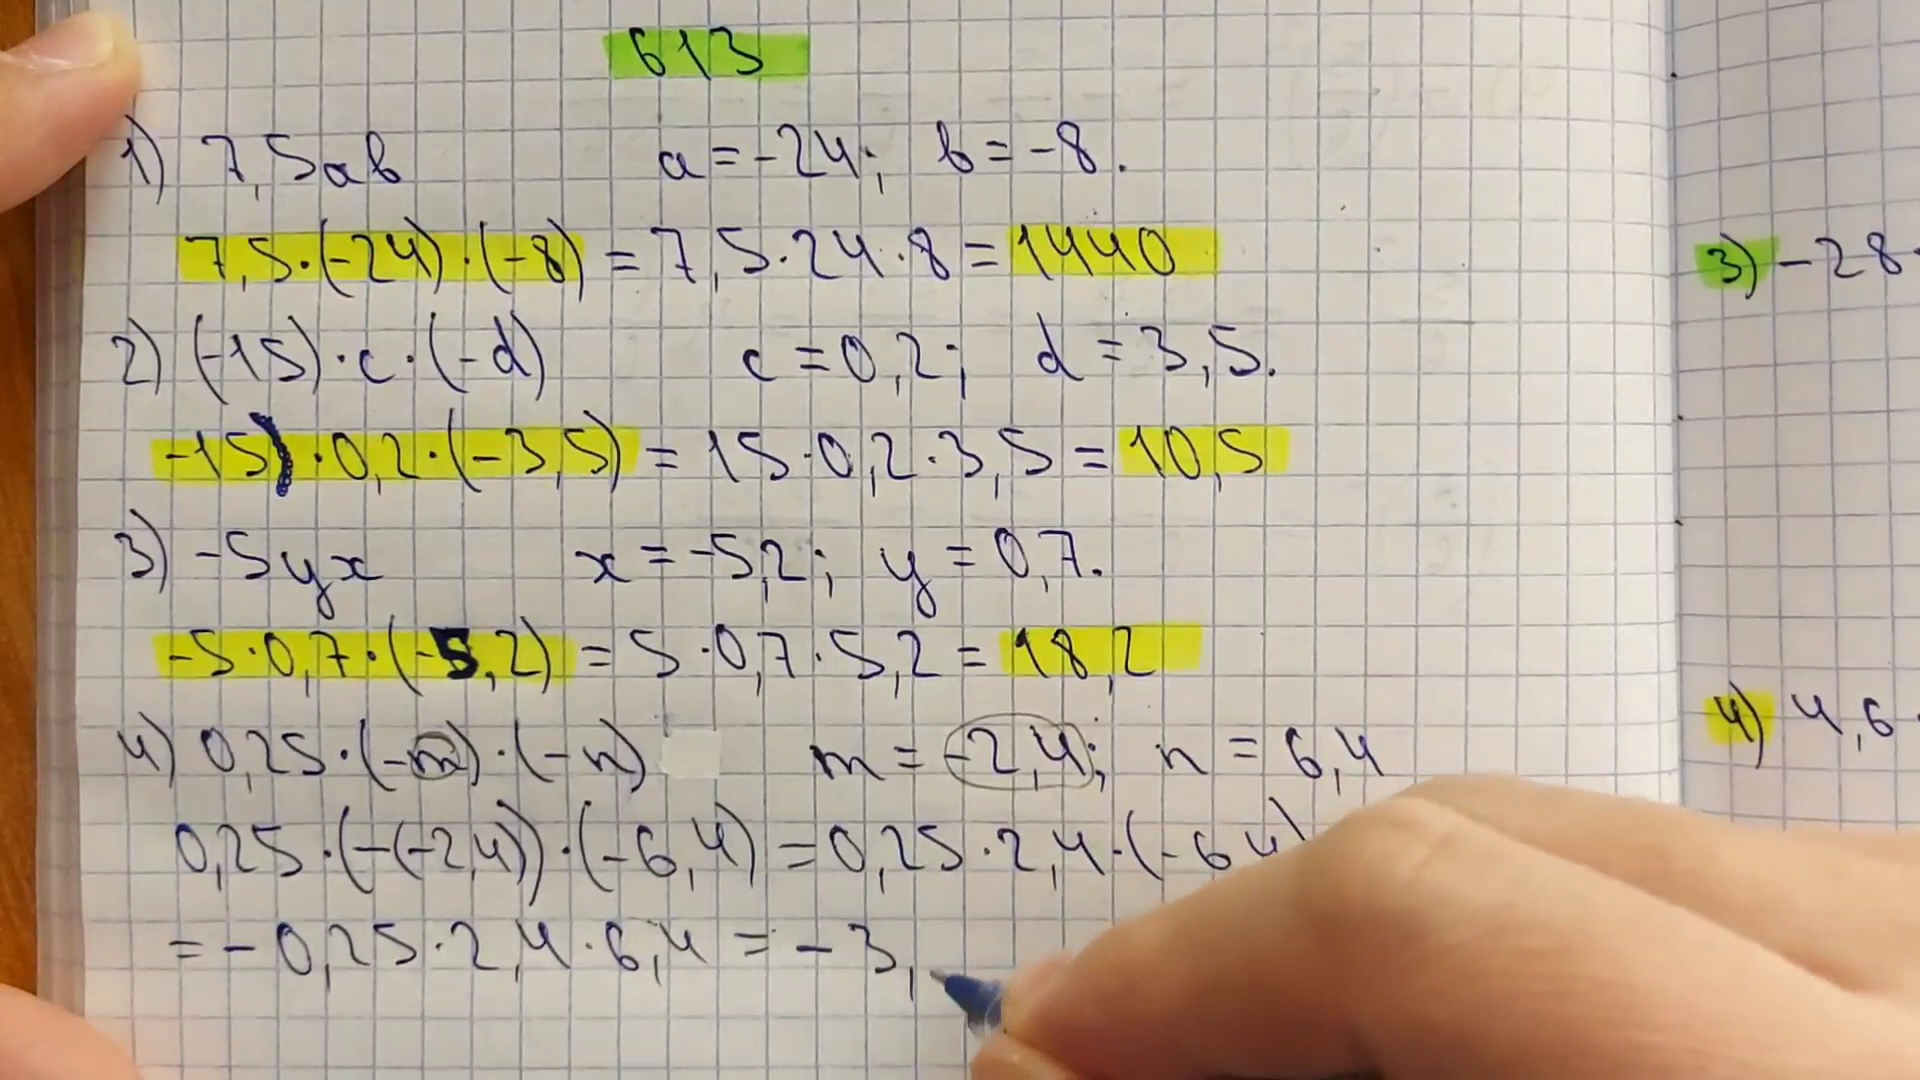 613
1) 7,5ab a = -24; b = -8.
7,5·(-24)·(-8) = 7,5·24·8 = 1440
2) (-15)·c·(-d) c = 0,2; d = 3,5.
-15)·0,2·(-3,5) = 15·0,2·3,5 = 10,5
3) -5yx x = -5,2; y = 0,7.
-5·0,7·(-5,2) = 5·0,7·5,2 = 18,2
4) 0,25·(-m)·(-n) m = -2,4; n = 6,4
0,25·(-(-2,4))·(-6,4) = 0,25·2,4·(-6,4)
= -0,25·2,4·6,4 = -3,
3) -28
4) 4,6